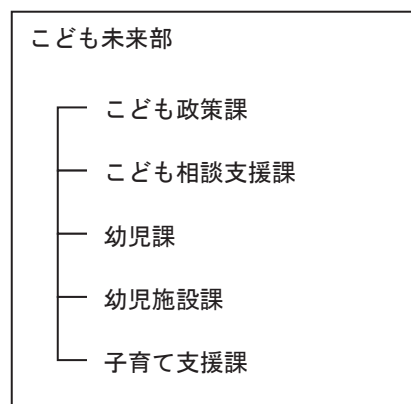 こども未来部
こども政策課
こども相談支援課
幼児課
幼児施設課
子育て支援課